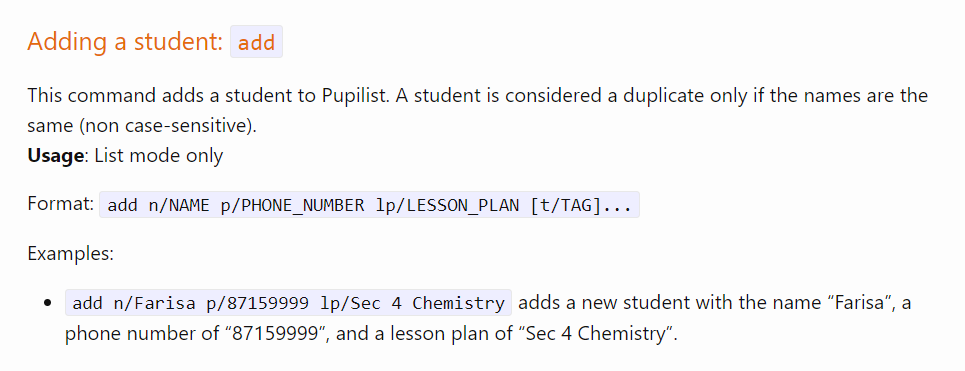 Adding a student: add
This command adds a student to Pupilist. A student is considered a duplicate only if the names are the
same (non case-sensitive).
Usage: List mode only
Format: add n/NAME p/PHONE_NUMBER lp/LESSON_PLAN [t/TAG]...
Examples:
• add n/Farisa p/87159999 lp/Sec 4 Chemistry adds a new student with the name “Farisa”, a
phone number of “87159999”, and a lesson plan of “Sec 4 Chemistry”.